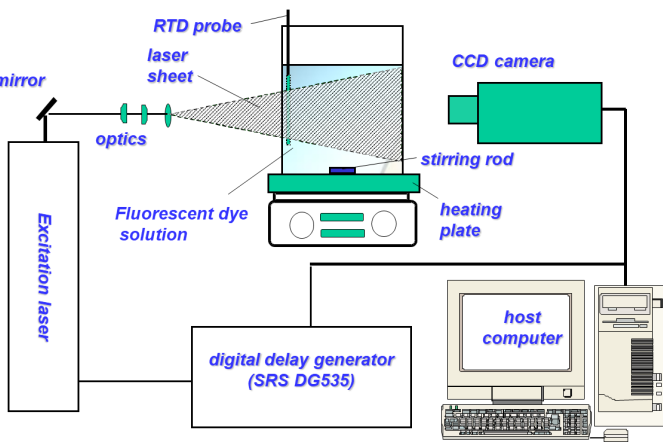 RTD probe
laser
sheet
mirror
CCD camera
optics
stirring rod
Fluorescent dye
solution
heating
plate
Excitation laser
host
computer
digital delay generator
(SRS DG535)